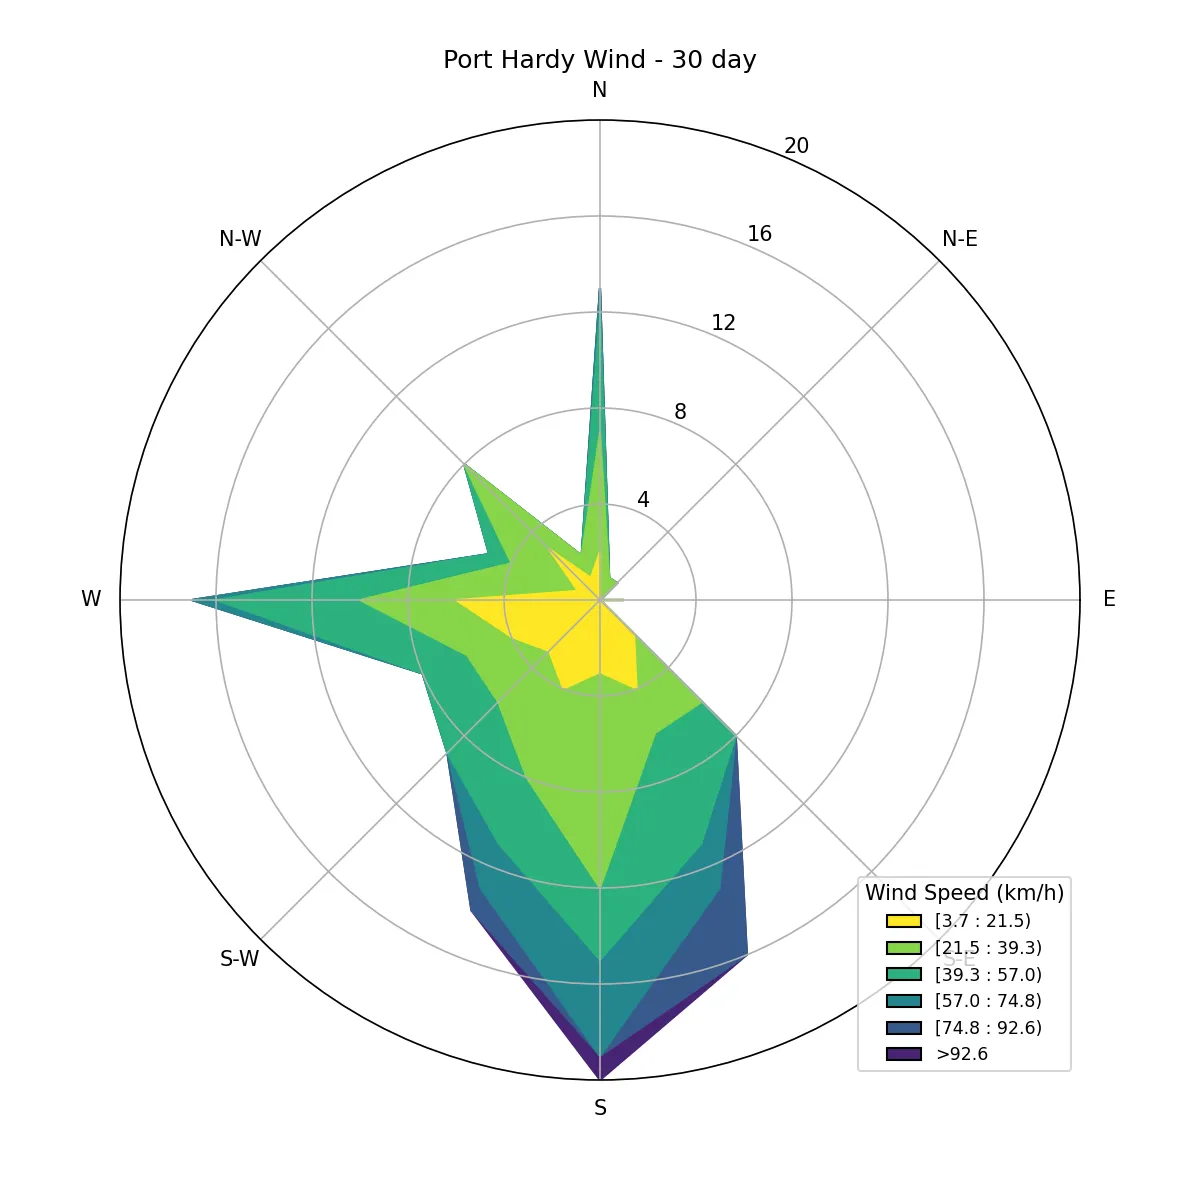 Port Hardy Wind - 30 day
N
20
N-W
N-E
16
12
8
4
W
E
Wind Speed (km/h)
[3.7 : 21.5)
[21.5 : 39.3)
S-W
S-E
[39.3 : 57.0)
[57.0 : 74.8)
[74.8 : 92.6)
>92.6
S